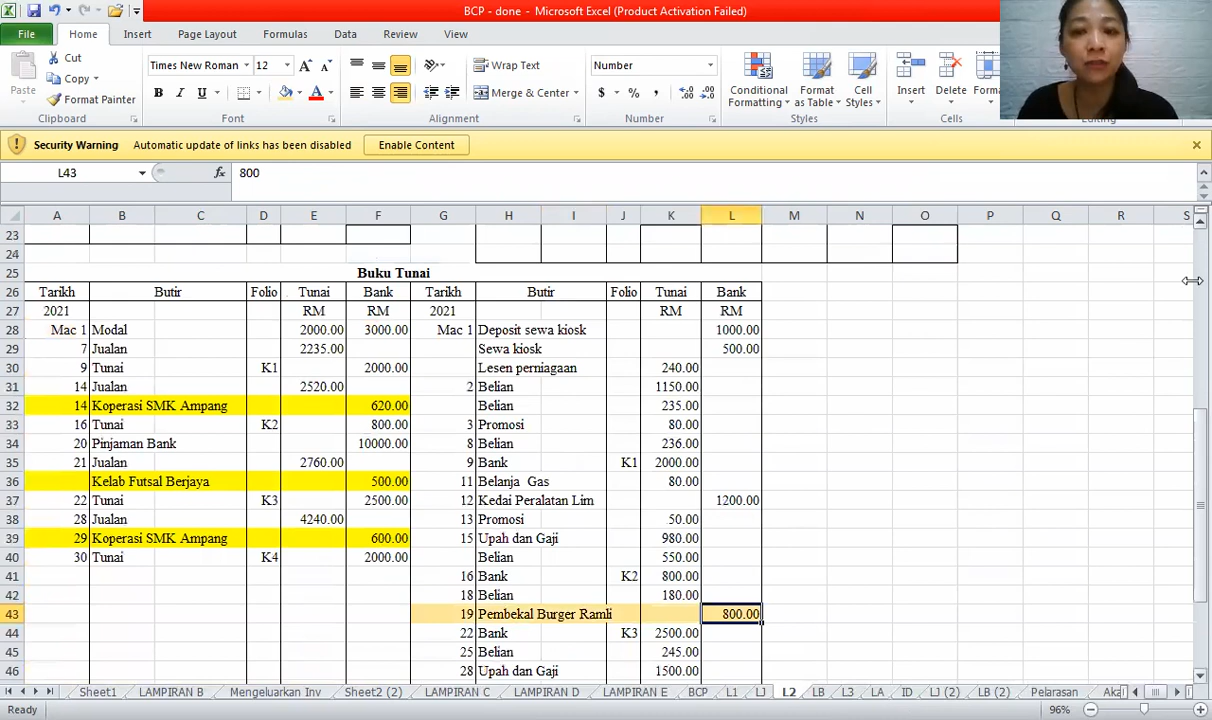 BCP - done - Microsoft Excel (Product Activation Failed)
File Home Insert Page Layout Formulas Data Review View
Paste Cut
Copy
Format Painter
Clipboard
Times New Roman 12
B I U
Font
Wrap Text
Merge & Center
Alignment
Number
$ % ,
Number
Conditional Formatting Format as Table Cell Styles
Styles
Insert Delete
Cells
Security Warning Automatic update of links has been disabled Enable Content
L43 fx 800
A B C D E F G H I J K L M N O P Q R S
23
24
25 Buku Tunai
26 Tarikh Butir Folio Tunai Bank Tarikh Butir Folio Tunai Bank
27 2021 RM RM 2021 RM RM
28 Mac 1 Modal 2000.00 3000.00 Mac 1 Deposit sewa kiosk 1000.00
29 7 Jualan 2235.00 Sewa kiosk 500.00
30 9 Tunai K1 2000.00 Lesen perniagaan 240.00
31 14 Jualan 2520.00 2 Belian 1150.00
32 14 Koperasi SMK Ampang 620.00 Belian 235.00
33 16 Tunai K2 800.00 3 Promosi 80.00
34 20 Pinjaman Bank 10000.00 8 Belian 236.00
35 21 Jualan 2760.00 9 Bank K1 2000.00
36 Kelab Futsal Berjaya 500.00 11 Belanja Gas 80.00
37 22 Tunai K3 2500.00 12 Kedai Peralatan Lim 1200.00
38 28 Jualan 4240.00 13 Promosi 50.00
39 29 Koperasi SMK Ampang 600.00 15 Upah dan Gaji 980.00
40 30 Tunai K4 2000.00 Belian 550.00
41 16 Bank K2 800.00
42 18 Belian 180.00
43 19 Pembekal Burger Ramli 800.00
44 22 Bank K3 2500.00
45 25 Belian 245.00
46 28 Upah dan Gaji 1500.00
Sheet1 LAMPIRAN B Mengeluarkan Inv Sheet2 (2) LAMPIRAN C LAMPIRAN D LAMPIRAN E BCP L1 LJ L2 LB L3 LA ID LJ (2) LB (2) Pelarasan
Ready 96%